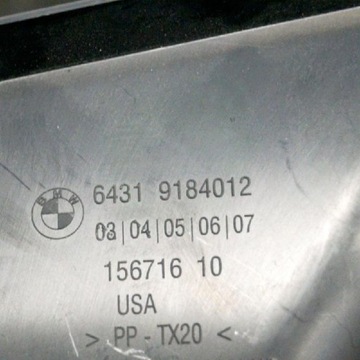 BMW
6431 9184012
03|04|05|06|07
156716 10
USA
> PP - TX20 <